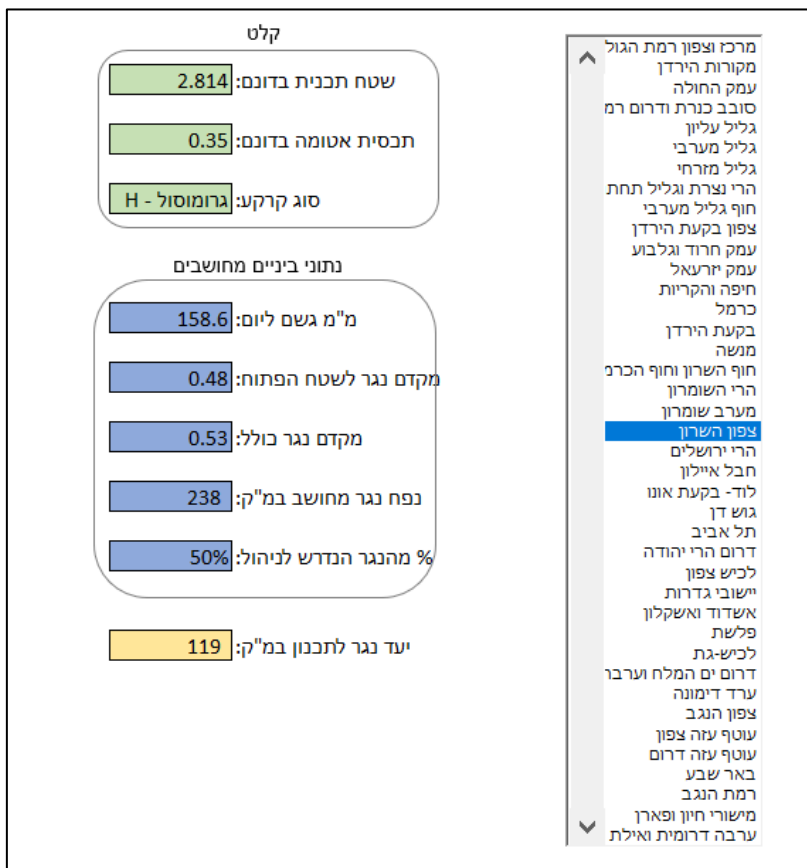 קלט
שטח תכנית בדונם: 2.814
תכסית אטומה בדונם: 0.35
סוג קרקע: גרומוסול - H
נתוני ביניים מחושבים
מ"מ גשם ליום: 158.6
מקדם נגר לשטח הפתוח: 0.48
מקדם נגר כולל: 0.53
נפח נגר מחושב במ"ק: 238
% מהנגר הנדרש לניהול: 50%
יעד נגר לתכנון במ"ק: 119
מרכז וצפון רמת הגול
מקורות הירדן
עמק החולה
סובב כנרת ודרום רמ
גליל עליון
גליל מערבי
גליל מזרחי
הרי נצרת וגליל תחת
חוף גליל מערבי
צפון בקעת הירדן
עמק חרוד וגלבוע
עמק יזרעאל
חיפה והקריות
כרמל
בקעת הירדן
מנשה
חוף השרון וחוף הכרמ
הרי השומרון
מערב שומרון
צפון השרון
הרי ירושלים
חבל איילון
לוד- בקעת אונו
גוש דן
תל אביב
דרום הרי יהודה
לכיש צפון
יישובי גדרות
אשדוד ואשקלון
פלשת
לכיש-גת
דרום ים המלח וערבר
ערד דימונה
צפון הנגב
עוטף עזה צפון
עוטף עזה דרום
באר שבע
רמת הנגב
מישורי חיון ופארן
ערבה דרומית ואילת